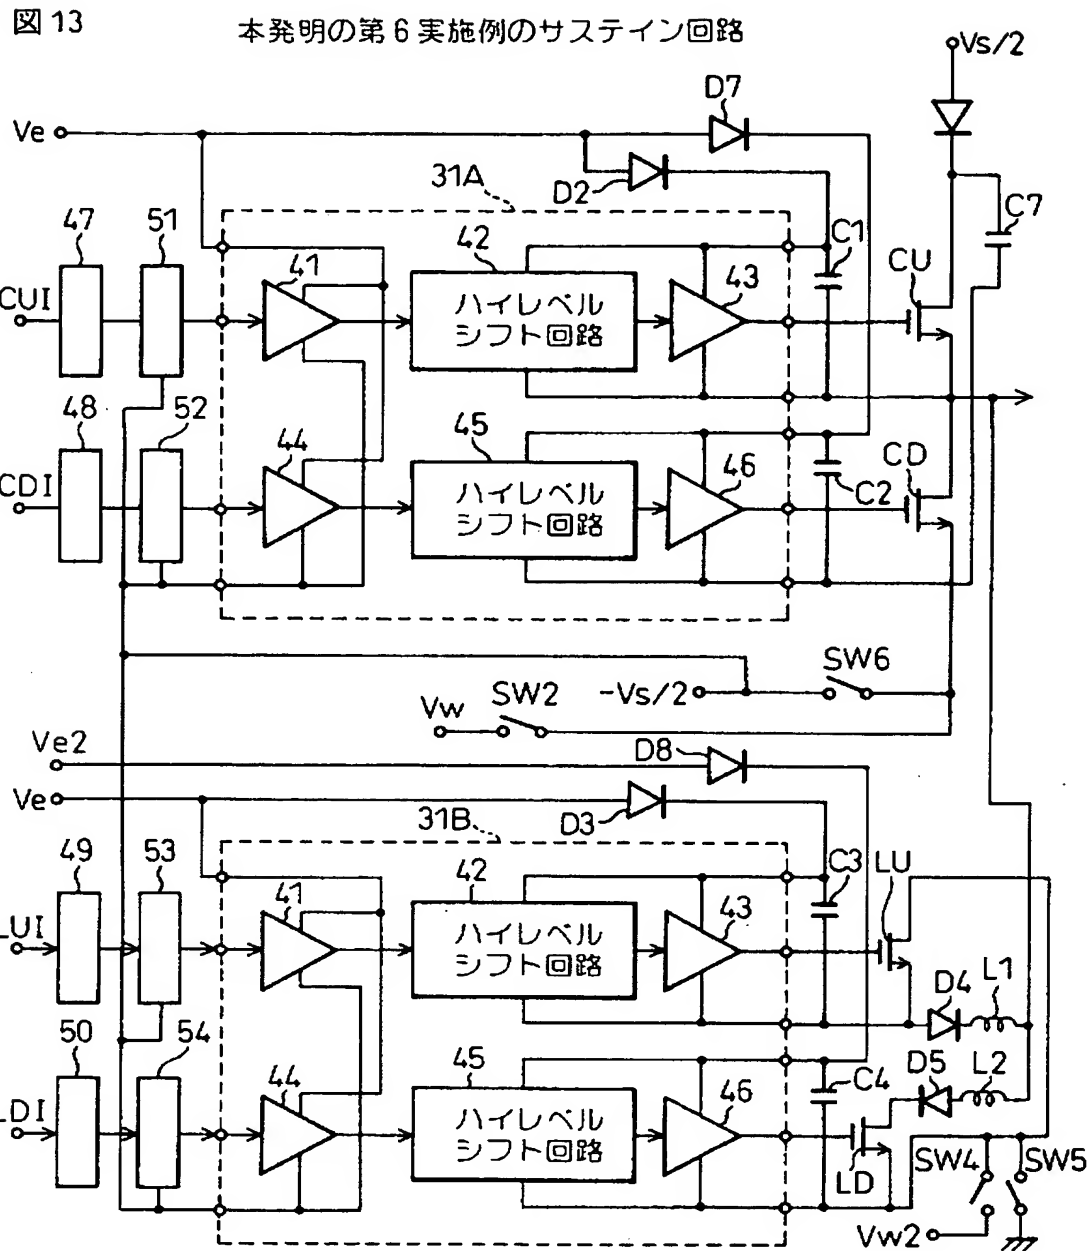 図13
本発明の第6実施例のサステイン回路
Vs/2
D7
Ve
D2
31A
C7
47
51
42
C1
CU
41
43
CUI
ハイレベル
シフト回路
48
52
45
CD
44
46
C2
CDI
ハイレベル
シフト回路
SW6
-Vs/2
SW2
Vw
Ve2
D8
Ve
D3
31B
49
53
42
C3
LU
41
43
LUI
ハイレベル
シフト回路
D4
L1
50
54
45
D5
L2
44
46
C4
LDI
ハイレベル
シフト回路
LD
SW4
SW5
Vw2